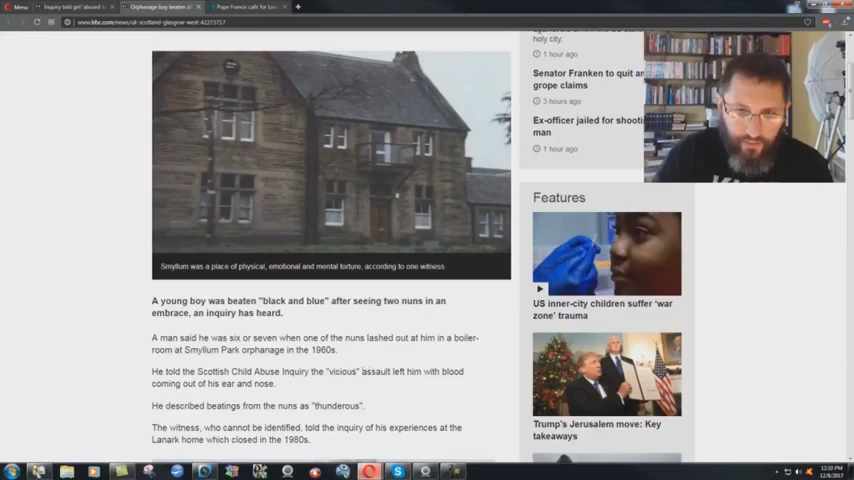 Menu
Inquiry told girl 'abused
Orphanage boy beaten af
Pope Francis calls for
www.bbc.com/news/uk-scotland-glasgow-west-42273717
holy city.
1 hour ago
Senator Franken to quit
grope claims
3 hours ago
Ex-officer jailed for
man
1 hour ago
Smyllum was a place of physical, emotional and mental torture, according to one witness
A young boy was beaten "black and blue" after seeing two nuns in an
embrace, an inquiry has heard.
A man said he was six or seven when one of the nuns lashed out at him in a boiler-
room at Smyllum Park orphanage in the 1960s.
He told the Scottish Child Abuse Inquiry the "vicious" assault left him with blood
coming out of his ear and nose.
He described beatings from the nuns as "thunderous".
The witness, who cannot be identified, told the inquiry of his experiences at the
Lanark home which closed in the 1980s.
Features
US inner-city children suffer 'war
zone' trauma
Trump's Jerusalem move: Key
takeaways
12:10 PM
12/8/2017